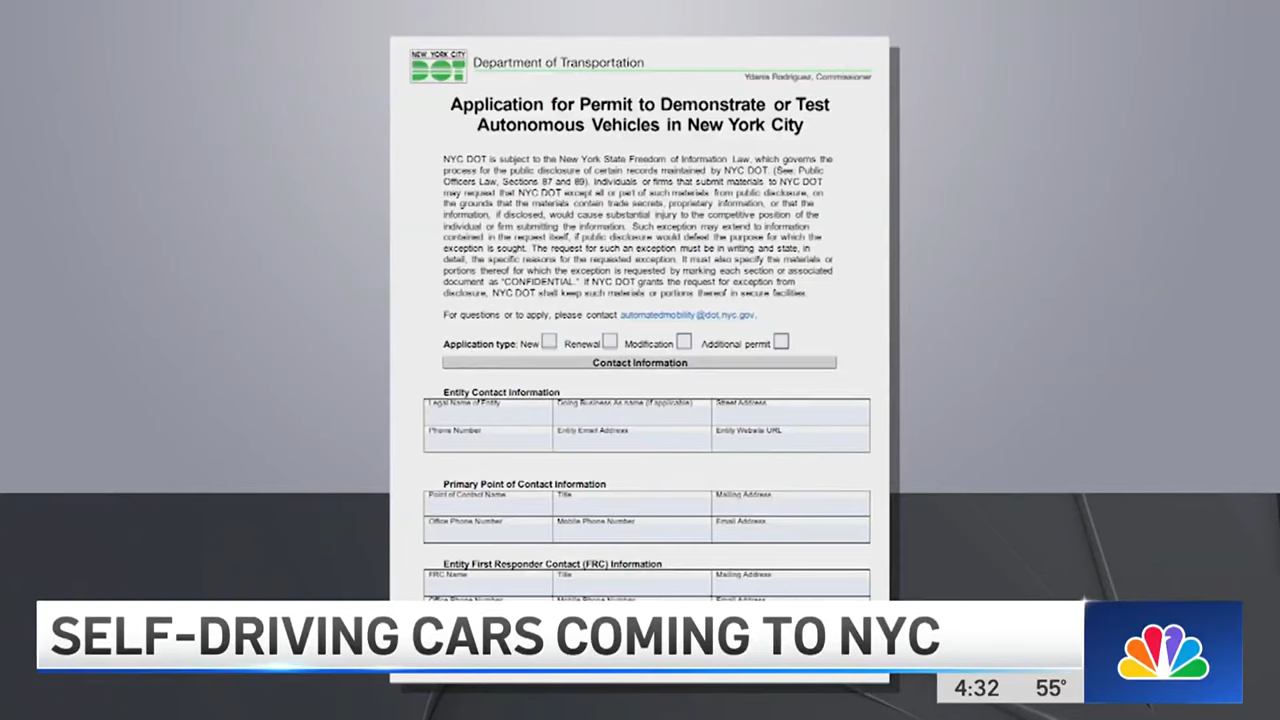 NEW YORK CITY
DOT
Department of Transportation
Ydanis Rodriguez, Commissioner
Application for Permit to Demonstrate or Test
Autonomous Vehicles in New York City
NYC DOT is subject to the New York State Freedom of Information Law, which governs the
process for the public disclosure of certain records maintained by NYC DOT. (See: Public
Officers Law, Sections 87 and 89). Individuals or firms that submit materials to NYC DOT
may request that NYC DOT except all or part of such materials from public disclosure, on
the grounds that the materials contain trade secrets, proprietary information, or that the
information, if disclosed, would cause substantial injury to the competitive position of the
individual or firm submitting the information. Such exception may extend to information
contained in the request itself, if public disclosure would defeat the purpose for which the
exception is sought. The request for such an exception must be in writing and state, in
detail, the specific reasons for the requested exception. It must also specify the materials or
portions thereof for which the exception is requested by marking each section or associated
document as "CONFIDENTIAL." If NYC DOT grants the request for exception from
disclosure, NYC DOT shall keep such materials or portions thereof in secure facilities.
For questions or to apply, please contact automatedmobility@dot.nyc.gov.
Application type: New Renewal Modification Additional permit
Contact Information
Entity Contact Information
Legal Name of Entity Doing Business As name (if applicable) Street Address
Phone Number Entity Email Address Entity Website URL
Primary Point of Contact Information
Point of Contact Name Title Mailing Address
Office Phone Number Mobile Phone Number Email Address
Entity First Responder Contact (FRC) Information
FRC Name Title Mailing Address
Office Phone Number Mobile Phone Number Email Address
SELF-DRIVING CARS COMING TO NYC
4:32 55°